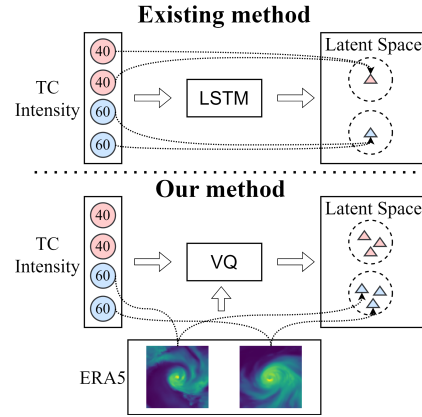 Existing method
40
40
60
60
TC
Intensity
LSTM
Latent Space
Our method
40
40
60
60
TC
Intensity
VQ
Latent Space
ERA5